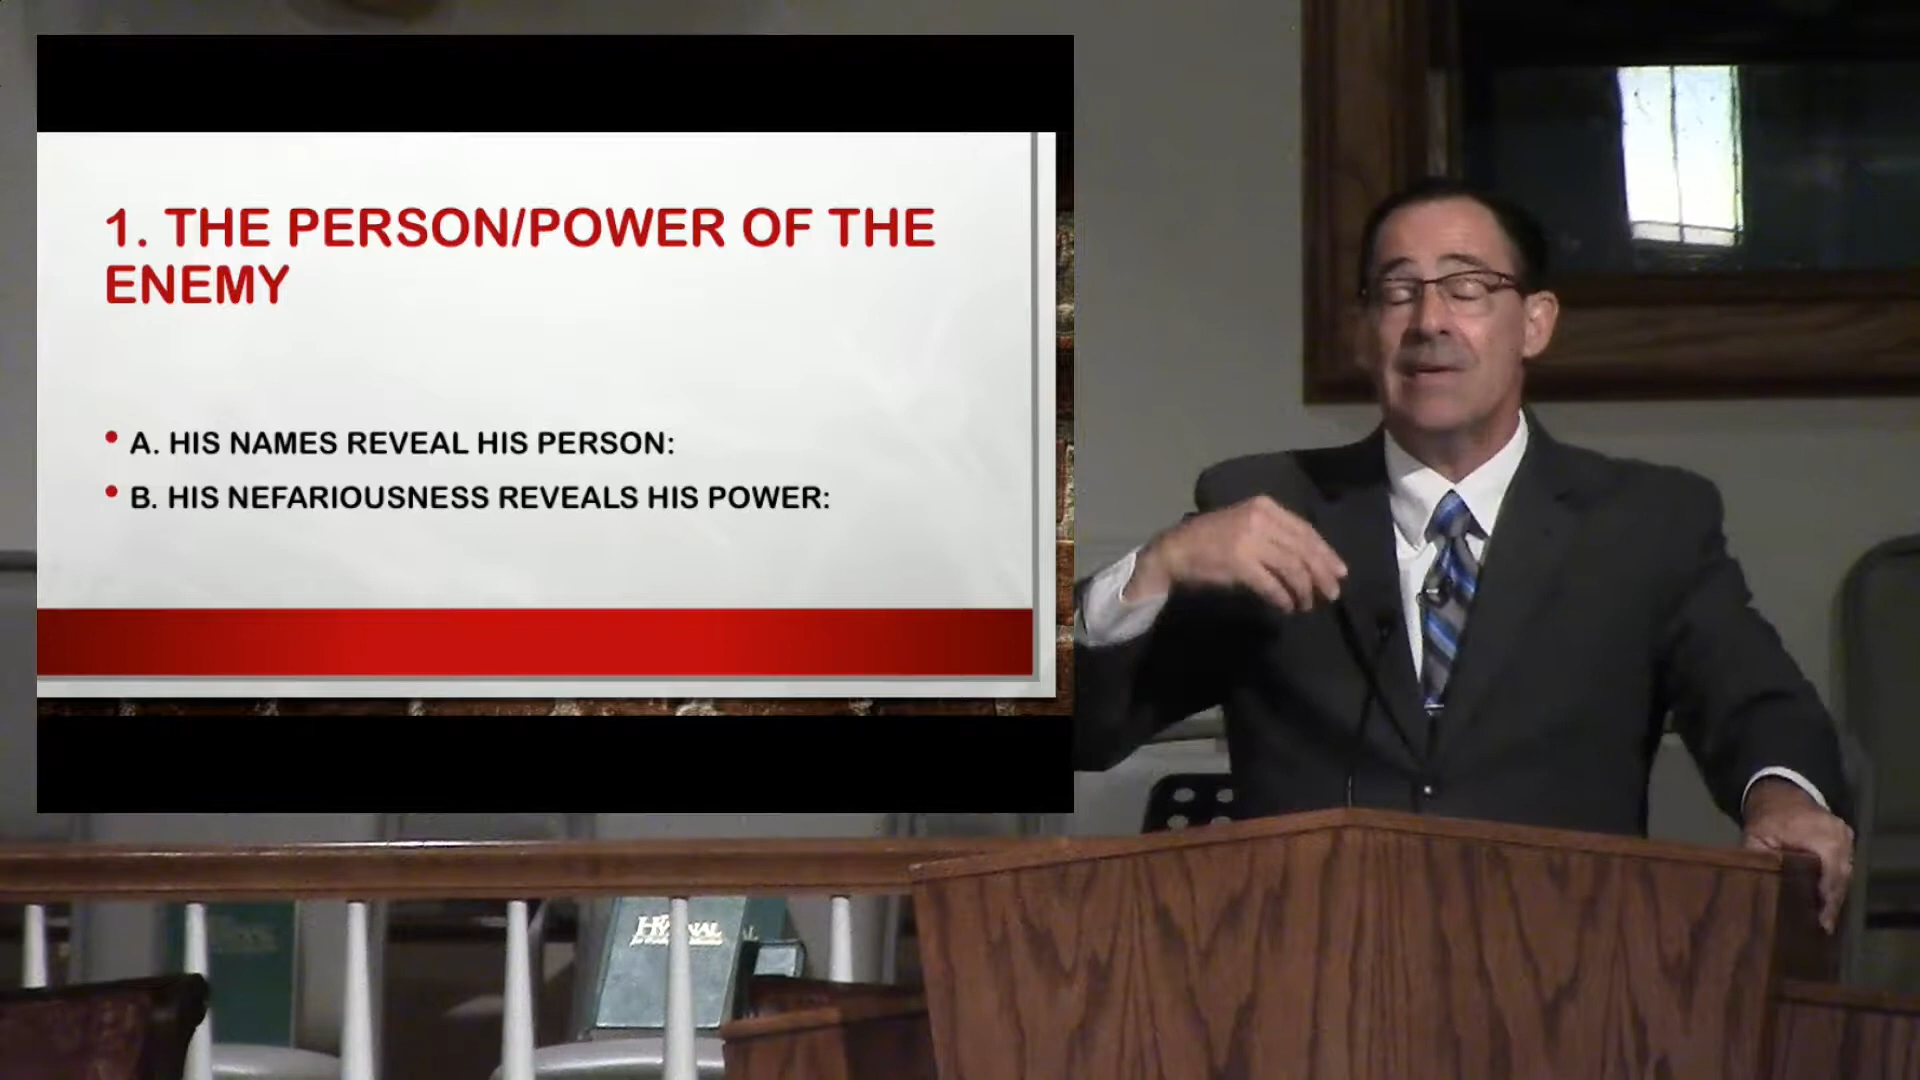 1. THE PERSON/POWER OF THE
ENEMY
• A. HIS NAMES REVEAL HIS PERSON:
• B. HIS NEFARIOUSNESS REVEALS HIS POWER: